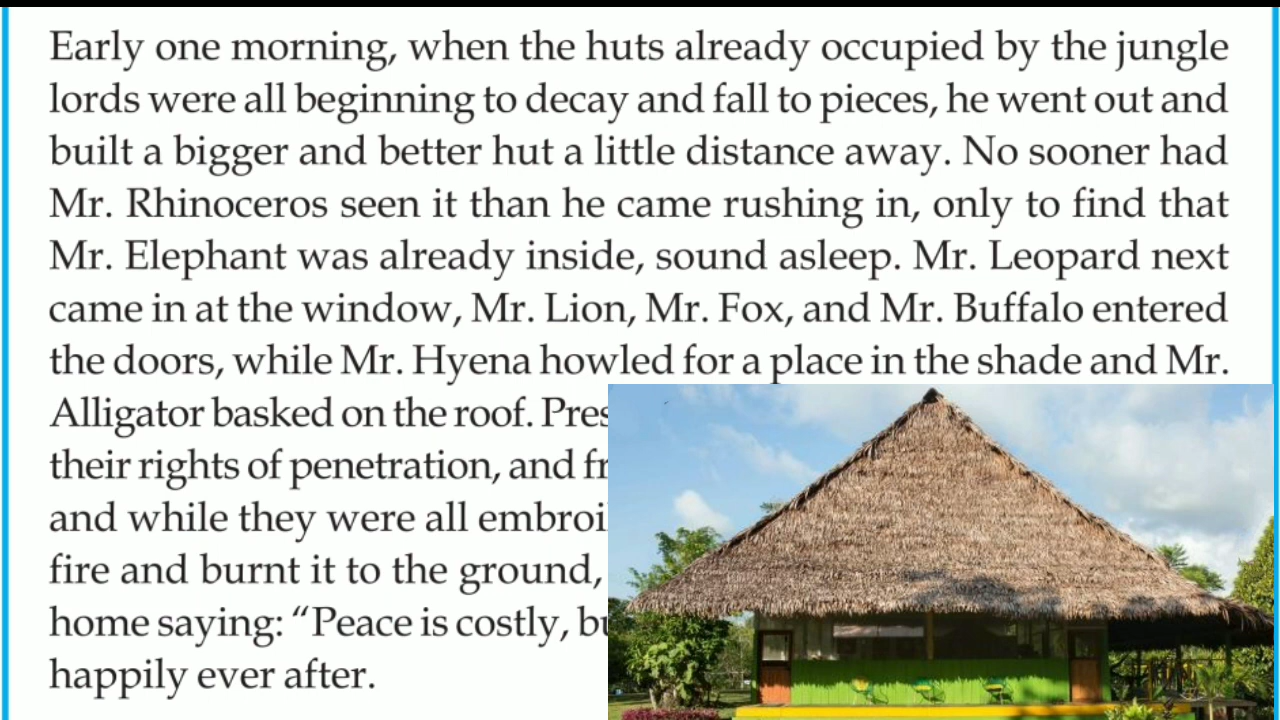 Early one morning, when the huts already occupied by the jungle
lords were all beginning to decay and fall to pieces, he went out and
built a bigger and better hut a little distance away. No sooner had
Mr. Rhinoceros seen it than he came rushing in, only to find that
Mr. Elephant was already inside, sound asleep. Mr. Leopard next
came in at the window, Mr. Lion, Mr. Fox, and Mr. Buffalo entered
the doors, while Mr. Hyena howled for a place in the shade and Mr.
Alligator basked on the roof.
their rights of penetration, and
and while they were all
fire and burnt it to the ground,
home saying: “Peace is costly,
happily ever after.